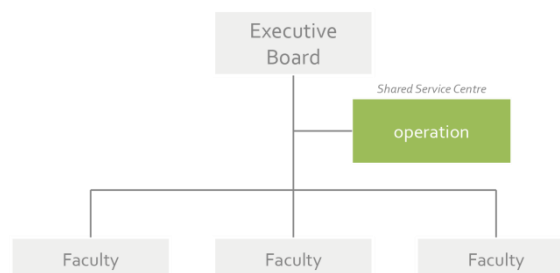 Executive
Board
Shared Service Centre
operation
Faculty
Faculty
Faculty